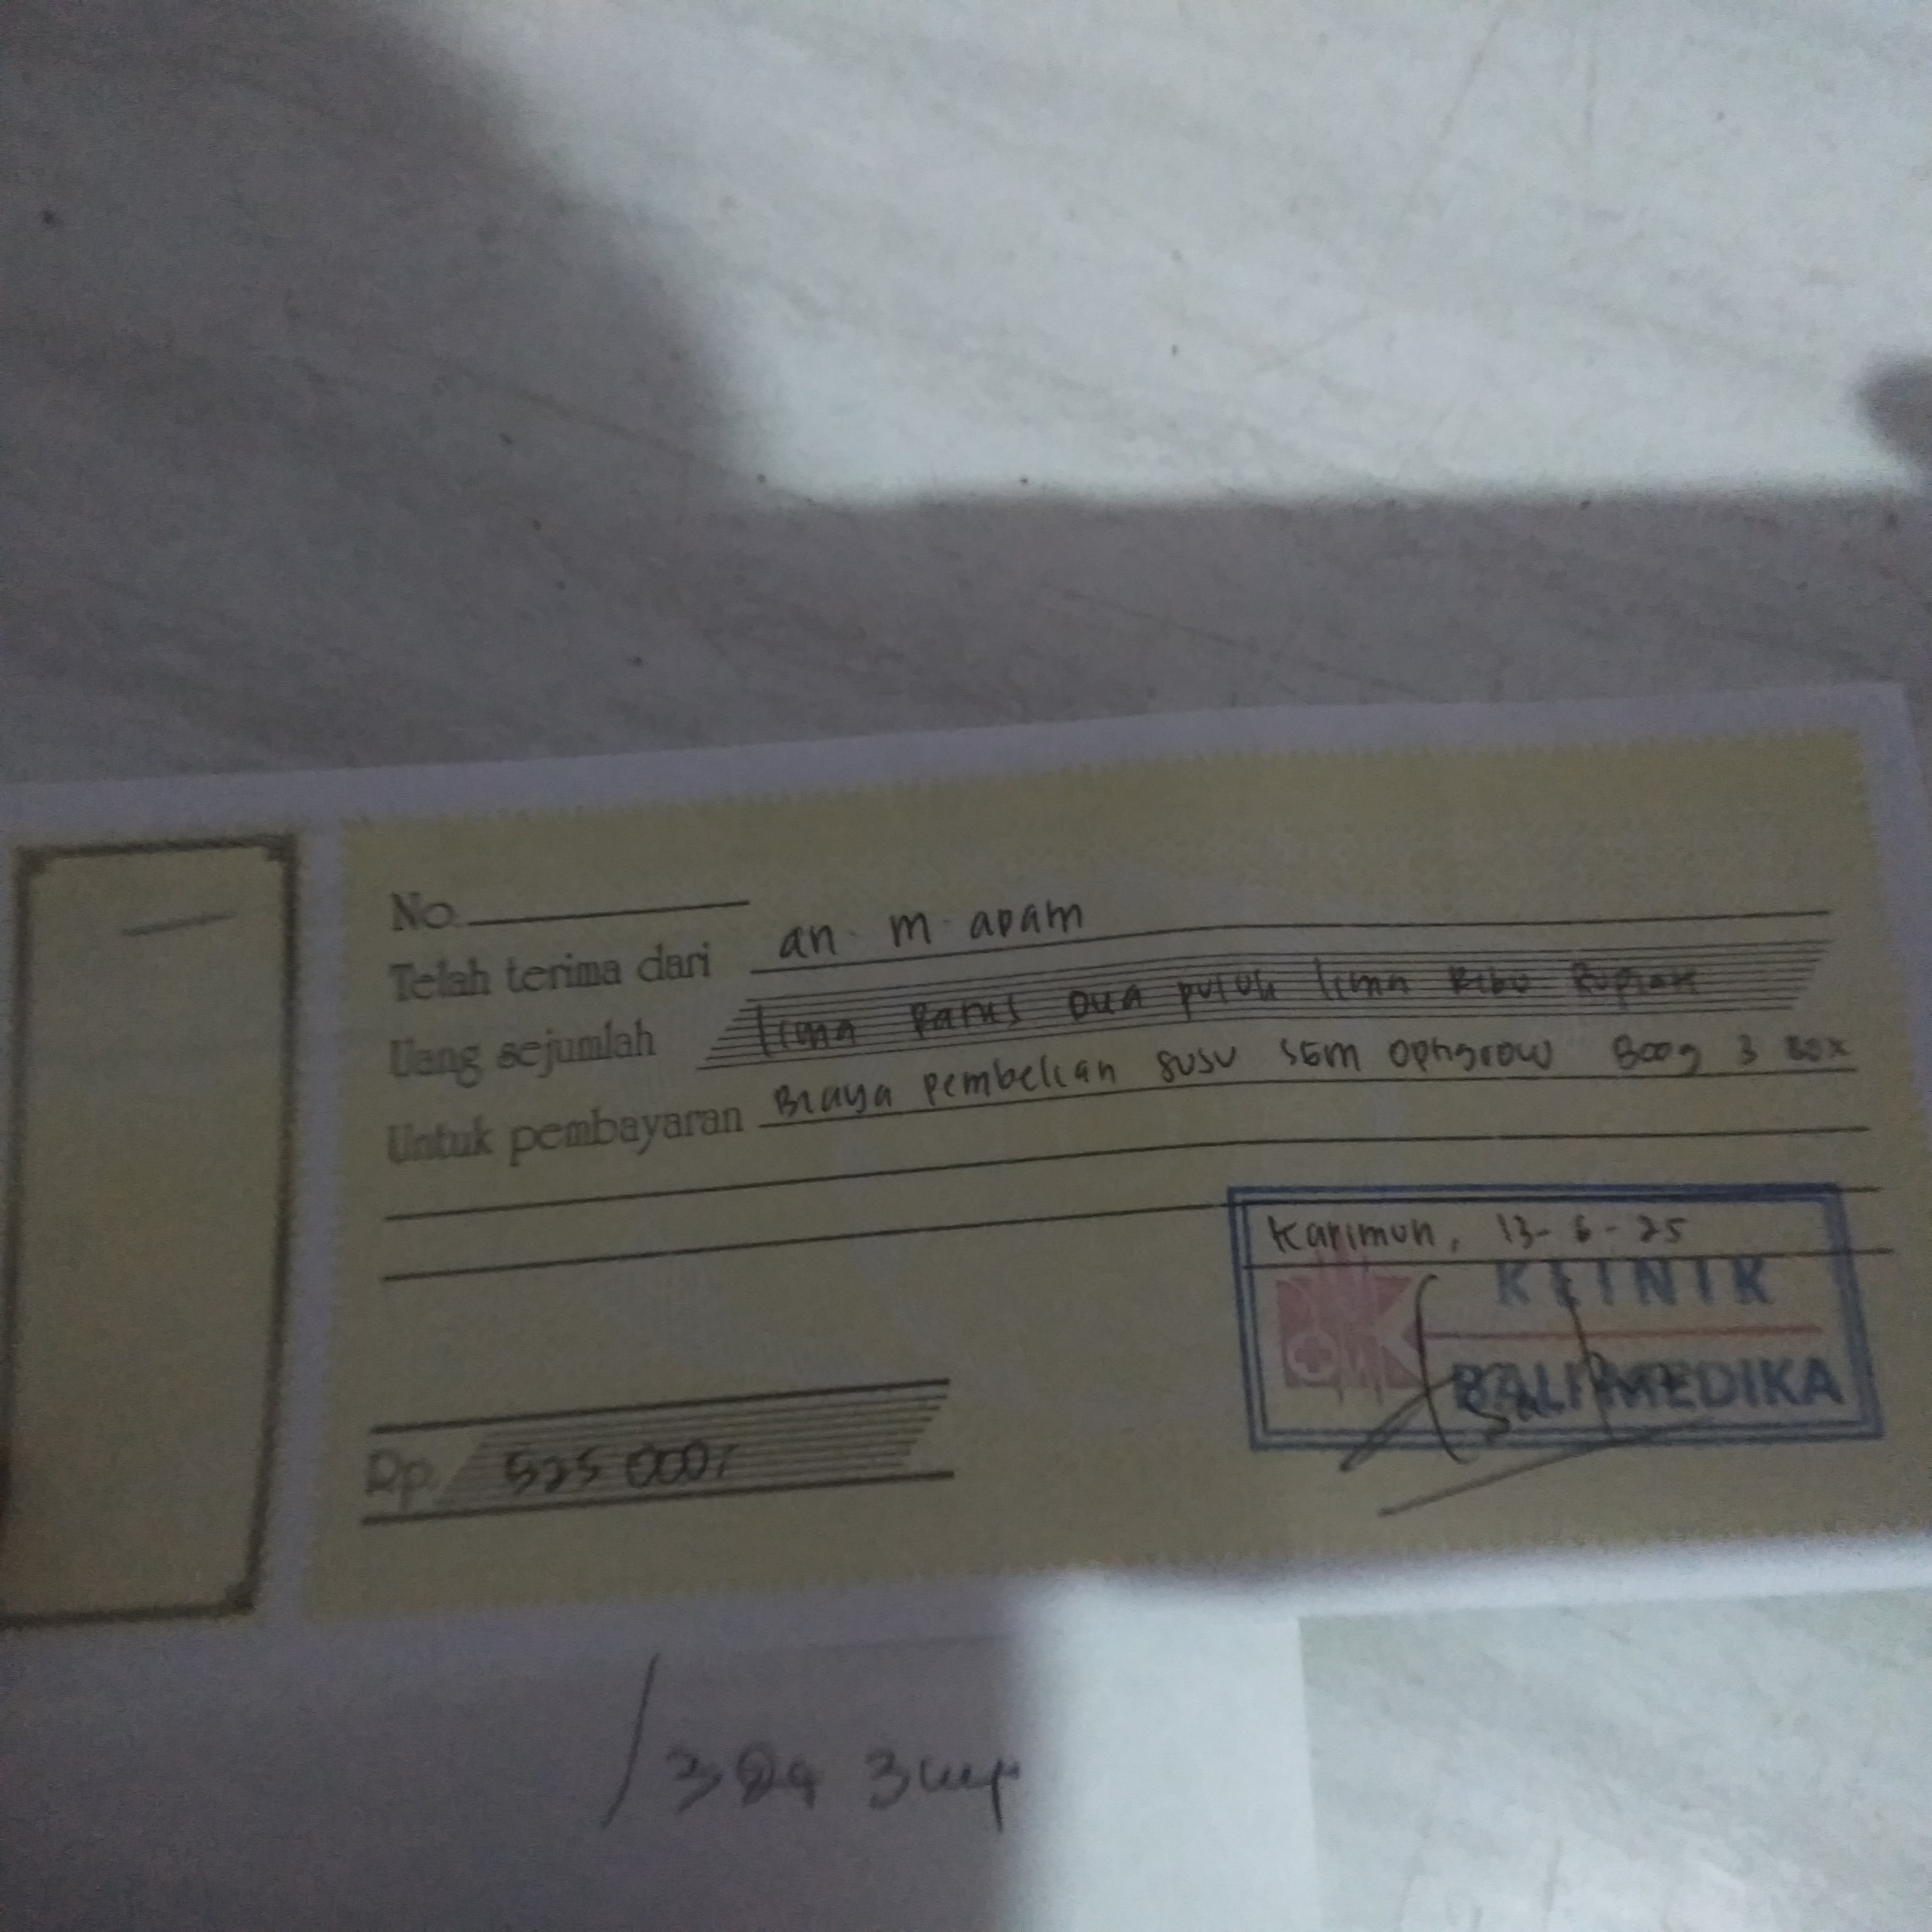 No.
Telah terima dari an. m. adam
Uang sejumlah lima ratus dua puluh lima Ribu Rupiah
Untuk pembayaran Biaya pembelian susu SGM Optigrow 800g 3 Box
Karimun, 13-6-25
KLINIK
BALI MEDIKA
Rp. 525 000,-